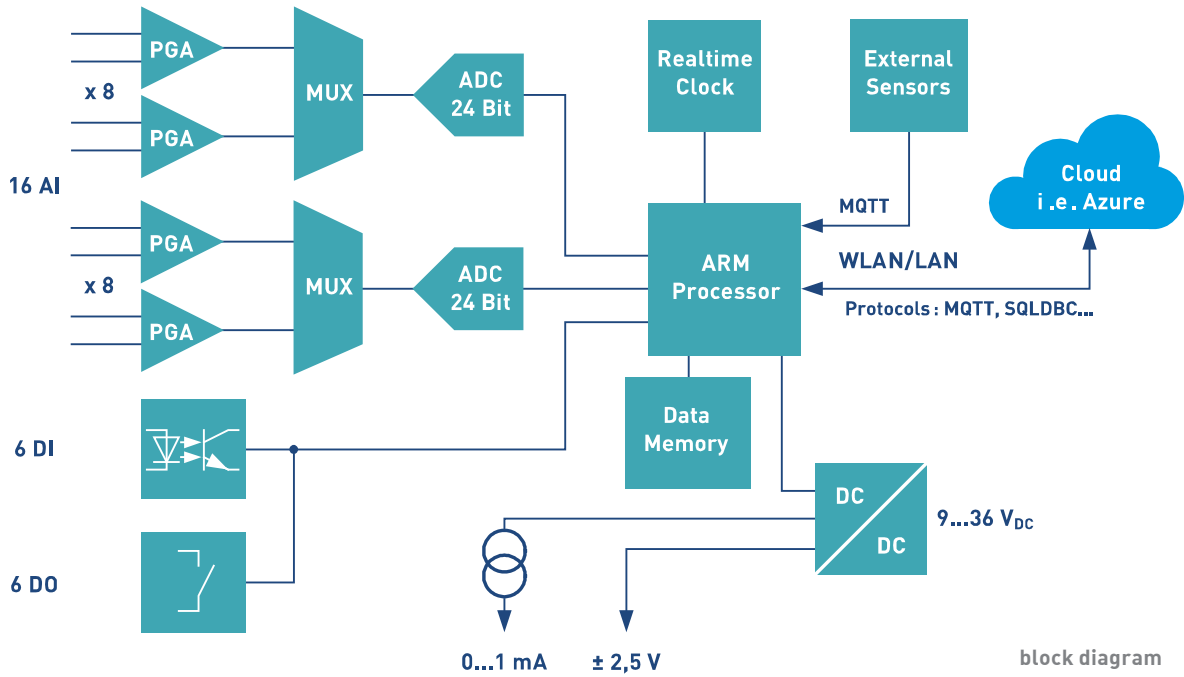 PGA
x 8
PGA
16 AI
PGA
x 8
PGA
MUX
MUX
ADC
24 Bit
ADC
24 Bit
Realtime
Clock
External
Sensors
Cloud
i.e. Azure
MQTT
WLAN/LAN
Protocols: MQTT, SQLDBC...
ARM
Processor
Data
Memory
6 DI
6 DO
DC
DC
9...36 VDC
0...1 mA
± 2,5 V
block diagram